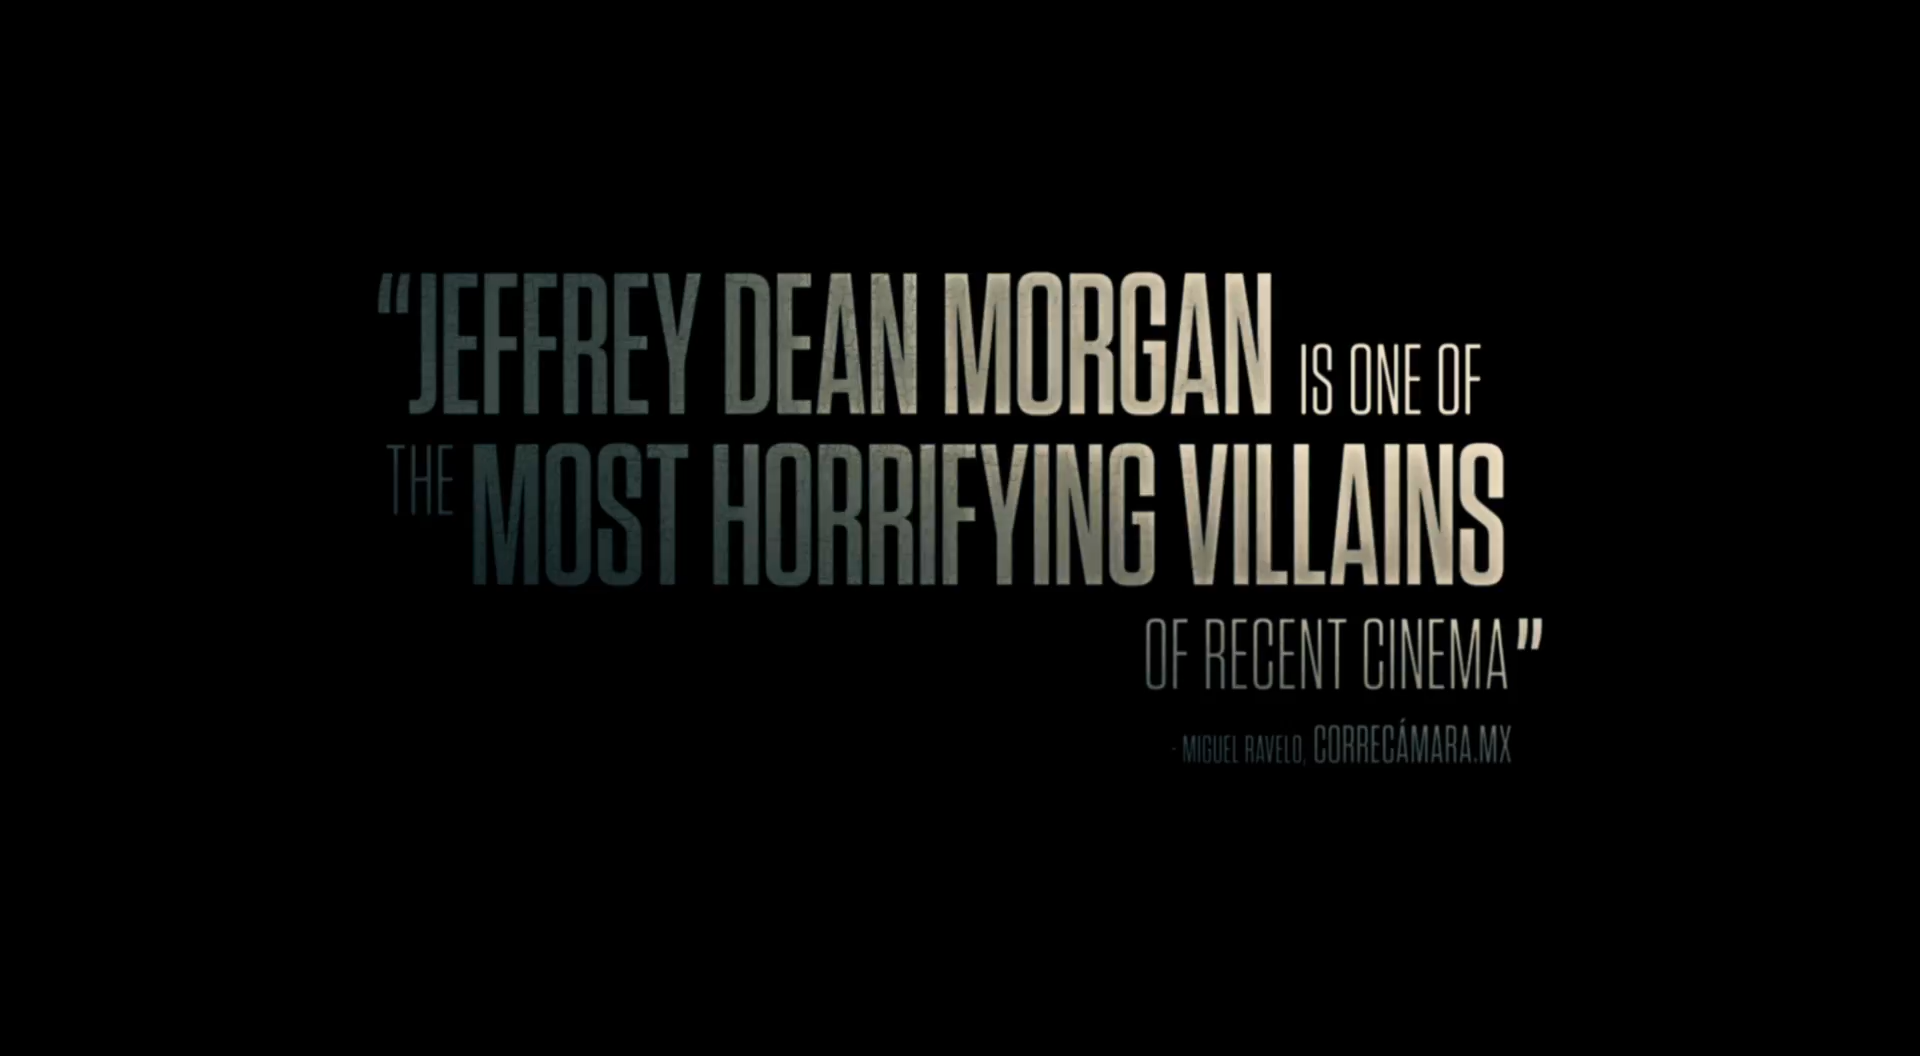 “JEFFREY DEAN MORGAN IS ONE OF
THE MOST HORRIFYING VILLAINS
OF RECENT CINEMA”
- MIGUEL RAVELO, CORRECÁMARA.MX